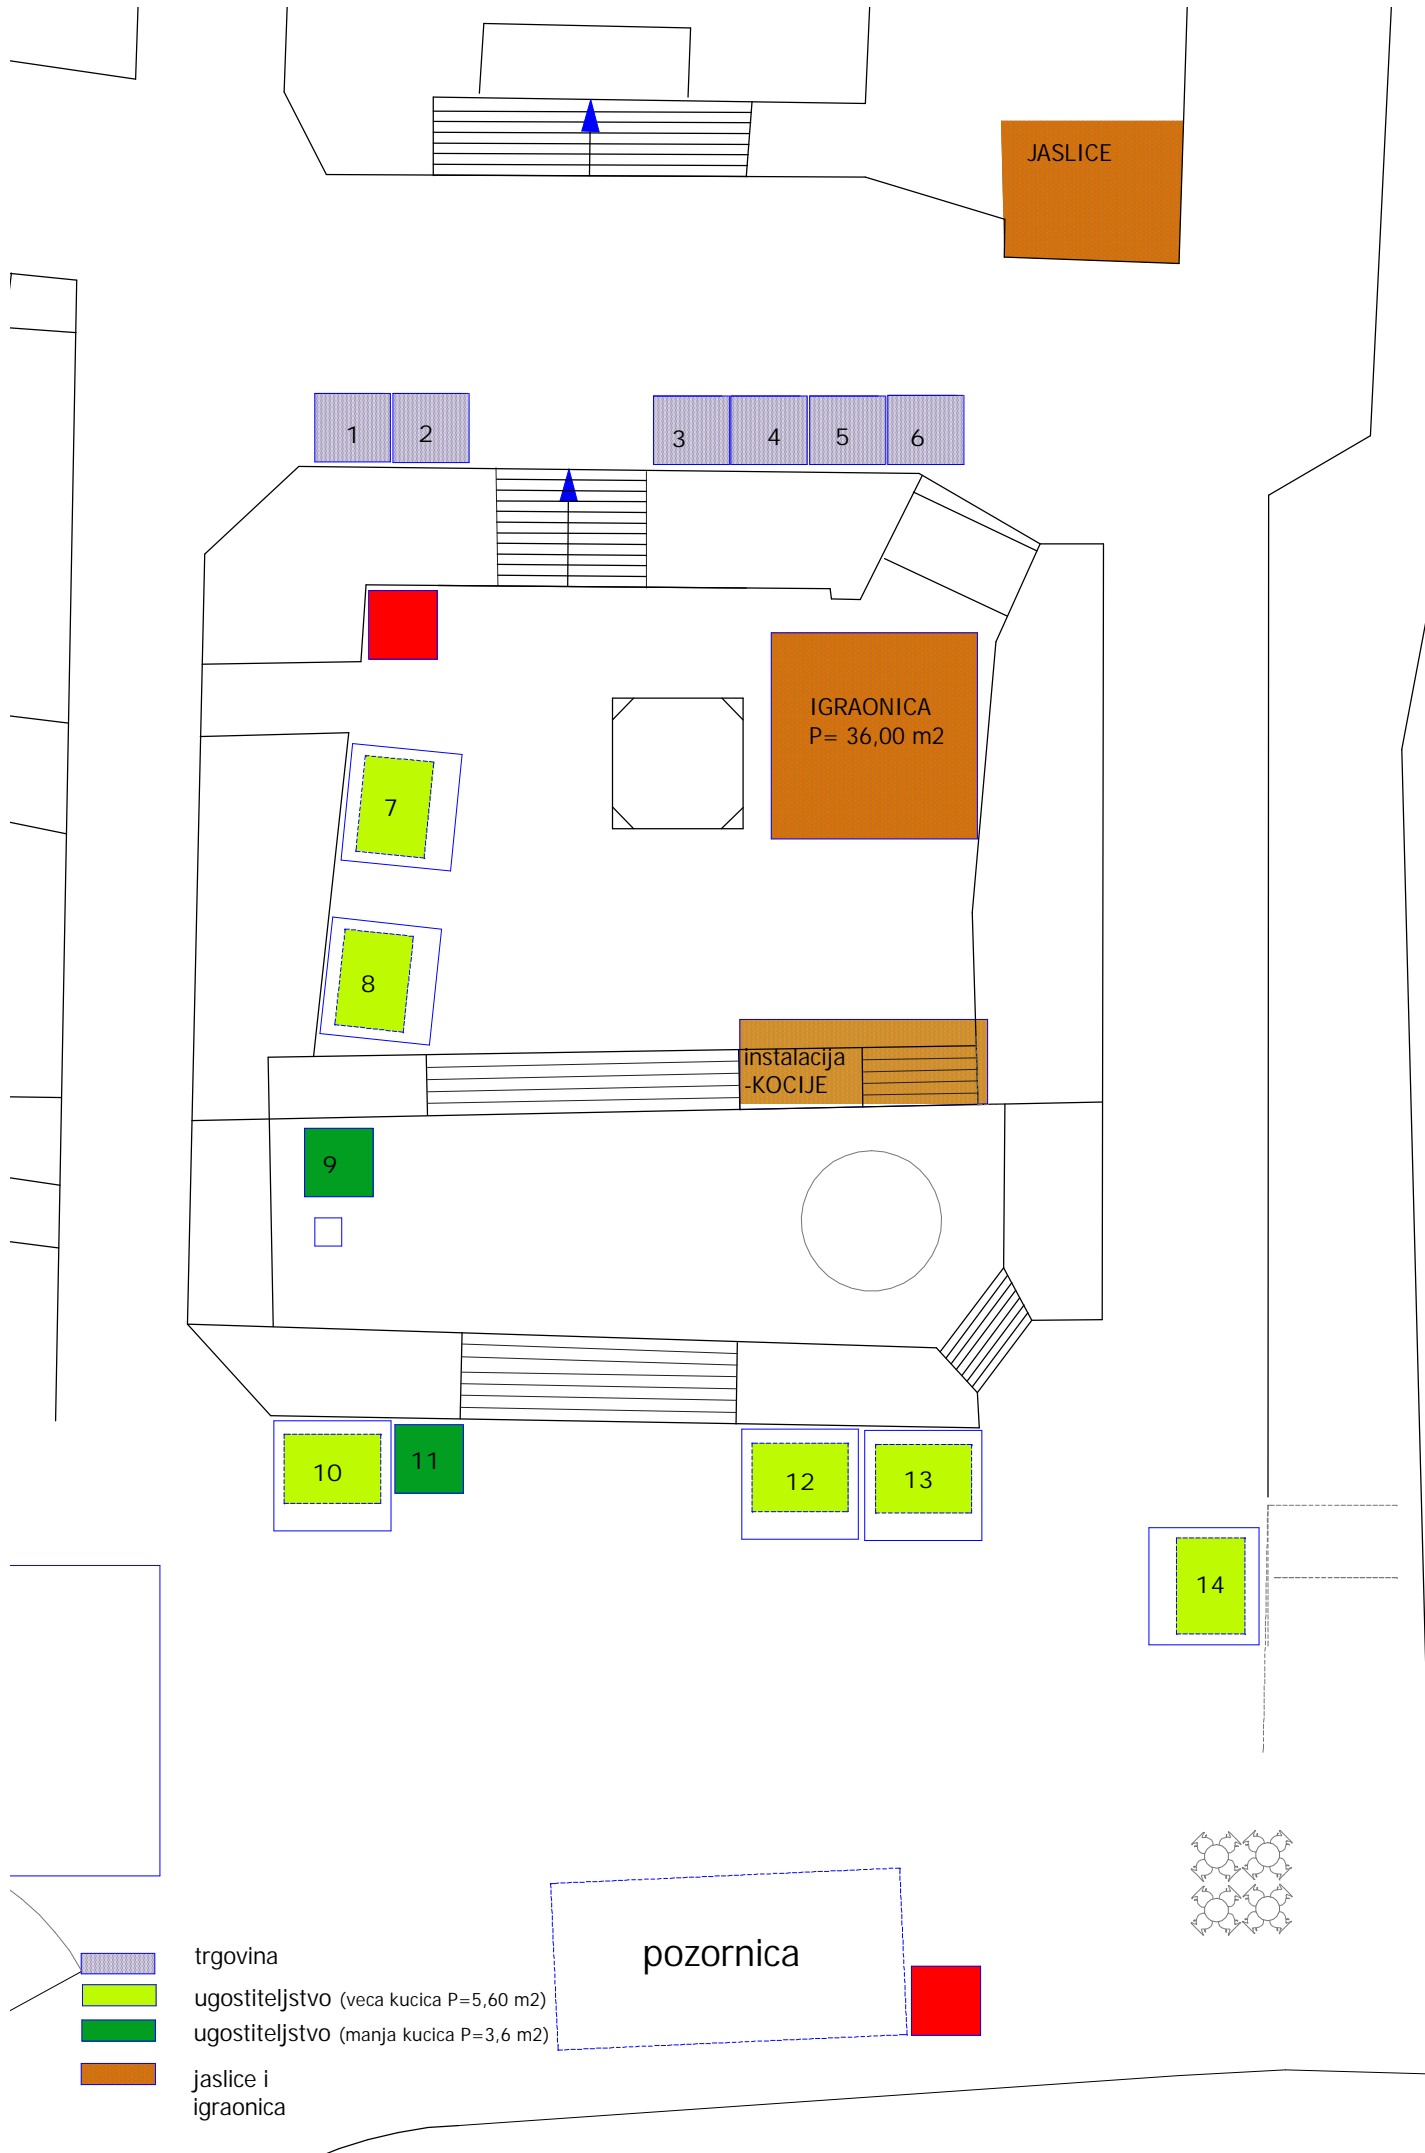 JASLICE
1
2
3
4
5
6
IGRAONICA
P= 36,00 m2
7
8
instalacija
-KOCIJE
9
10
11
12
13
14
pozornica
trgovina
ugostiteljstvo (veca kucica P=5,60 m2)
ugostiteljstvo (manja kucica P=3,6 m2)
jaslice i
igraonica